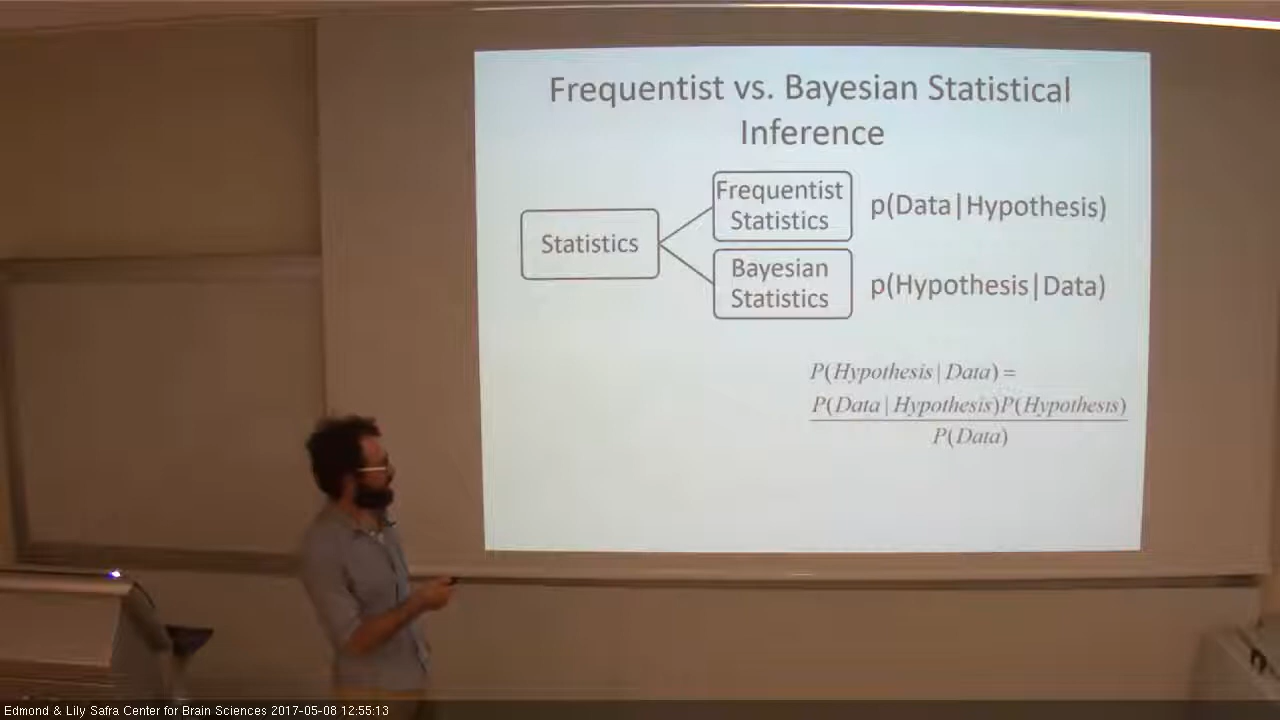 Frequentist vs. Bayesian Statistical
Inference
Statistics
Frequentist
Statistics
p(Data|Hypothesis)
Bayesian
Statistics
p(Hypothesis|Data)
P(Hypothesis | Data) =
P(Data | Hypothesis)P(Hypothesis)
P(Data)
Edmond & Lily Safra Center for Brain Sciences 2017-05-08 12:55:13